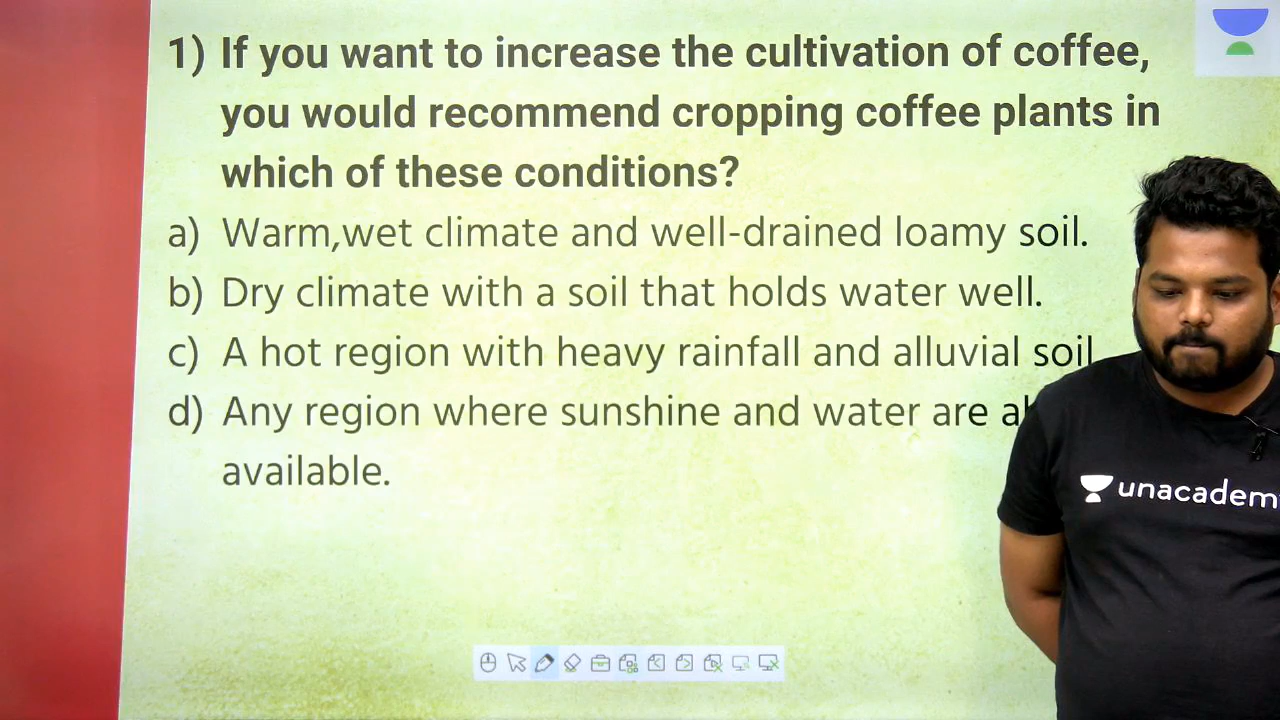 1) If you want to increase the cultivation of coffee,
you would recommend cropping coffee plants in
which of these conditions?
a) Warm,wet climate and well-drained loamy soil.
b) Dry climate with a soil that holds water well.
c) A hot region with heavy rainfall and alluvial soil
d) Any region where sunshine and water are
available.
unacadem